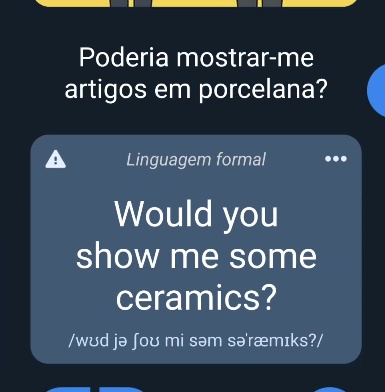 Poderia mostrar-me
artigos em porcelana?
Linguagem formal
Would you
show me some
ceramics?
/wʊd jə ʃoʊ mi səm səˈræmɪks?/